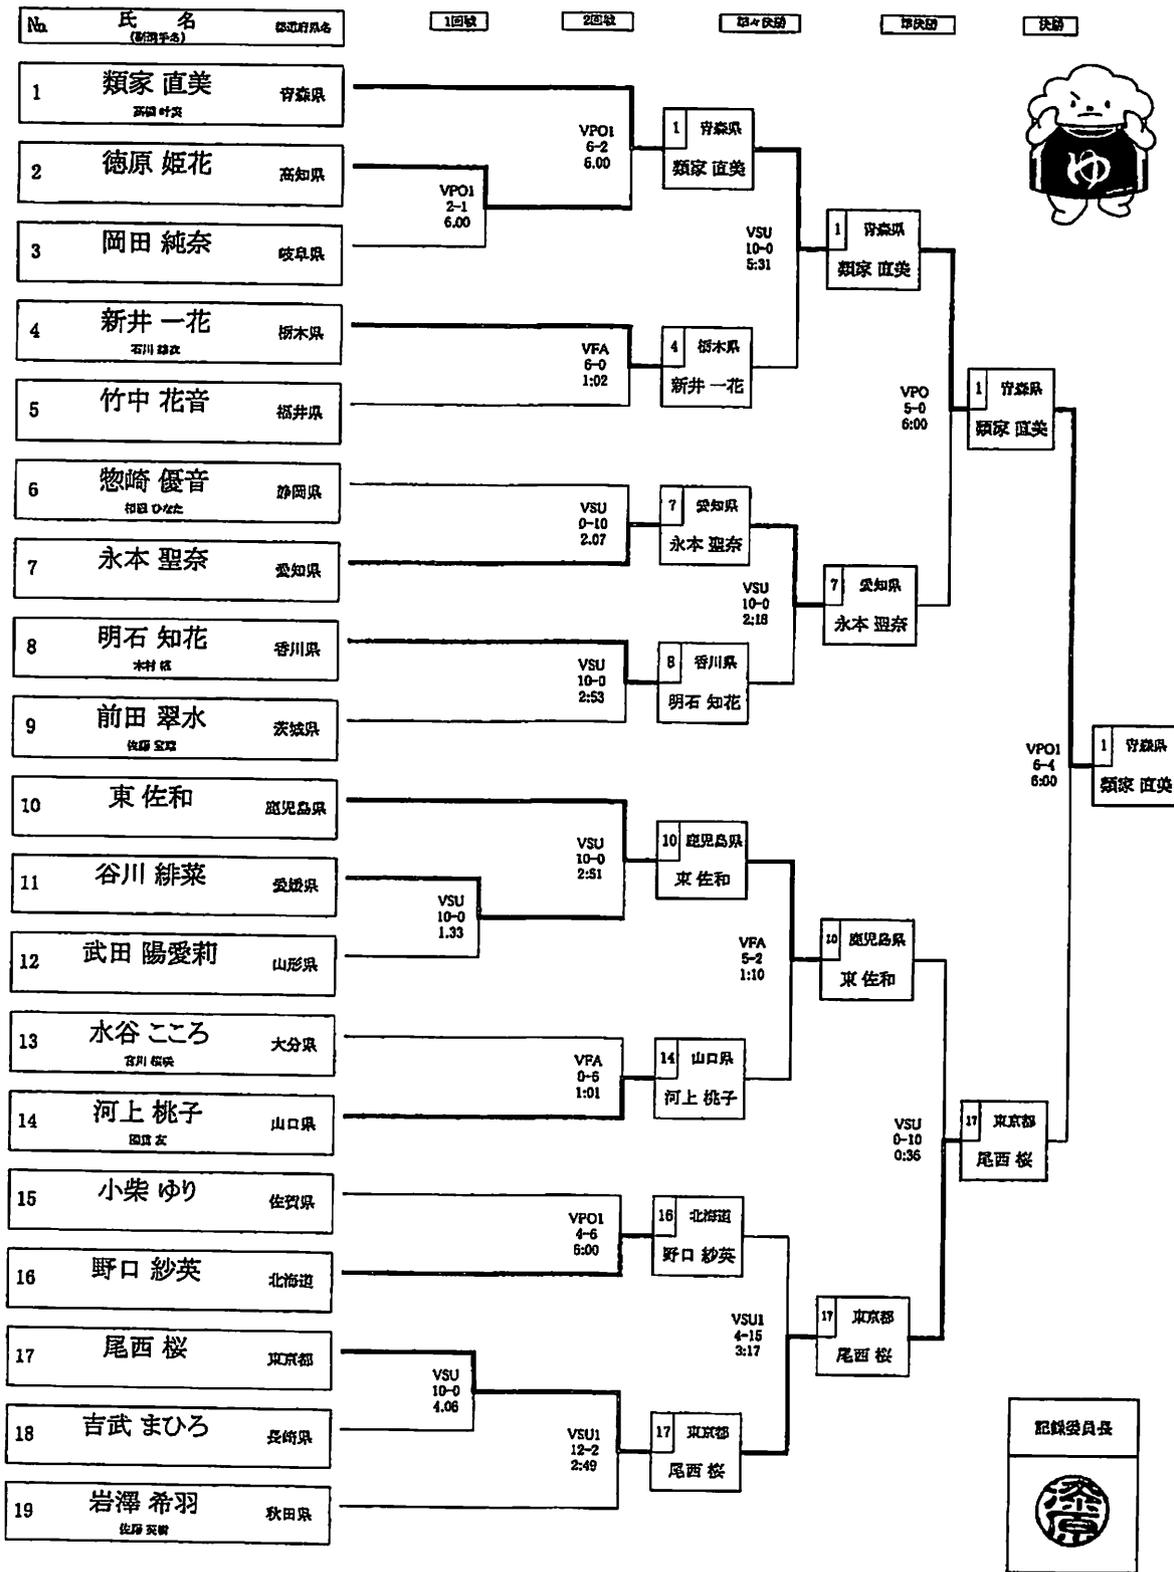 No. 氏 名 都道府県名
1回戦 2回戦 準々決勝 準決勝 決勝
1 類家 直美 青森県
2 徳原 姫花 高知県
3 岡田 純奈 岐阜県
4 新井 一花 栃木県
5 竹中 花音 福井県
6 惣崎 優音 静岡県
7 永本 聖奈 愛知県
8 明石 知花 香川県
9 前田 翠水 茨城県
10 東 佐和 鹿児島県
11 谷川 緋菜 愛媛県
12 武田 陽愛莉 山形県
13 水谷 こころ 大分県
14 河上 桃子 山口県
15 小柴 ゆり 佐賀県
16 野口 紗英 北海道
17 尾西 桜 東京都
18 吉武 まひろ 長崎県
19 岩澤 希羽 秋田県
VPO1
2-1
6.00
VSU
10-0
1.33
VSU
10-0
4.06
VPO1
6-2
6.00
VFA
6-0
1:02
VSU
0-10
2.07
VSU
10-0
2:53
VSU
10-0
2:51
VFA
0-6
1:01
VPO1
4-6
6:00
VSU1
12-2
2:49
1 青森県
類家 直美
4 栃木県
新井 一花
7 愛知県
永本 聖奈
8 香川県
明石 知花
10 鹿児島県
東 佐和
14 山口県
河上 桃子
16 北海道
野口 紗英
17 東京都
尾西 桜
VSU
10-0
5:31
VSU
10-0
2:18
VFA
5-2
1:10
VSU1
4-15
3:17
1 青森県
類家 直美
7 愛知県
永本 聖奈
10 鹿児島県
東 佐和
17 東京都
尾西 桜
VPO
5-0
6:00
VSU
0-10
0:36
1 青森県
類家 直美
17 東京都
尾西 桜
VPO1
6-4
6:00
1 青森県
類家 直美
ゆ
記録委員長